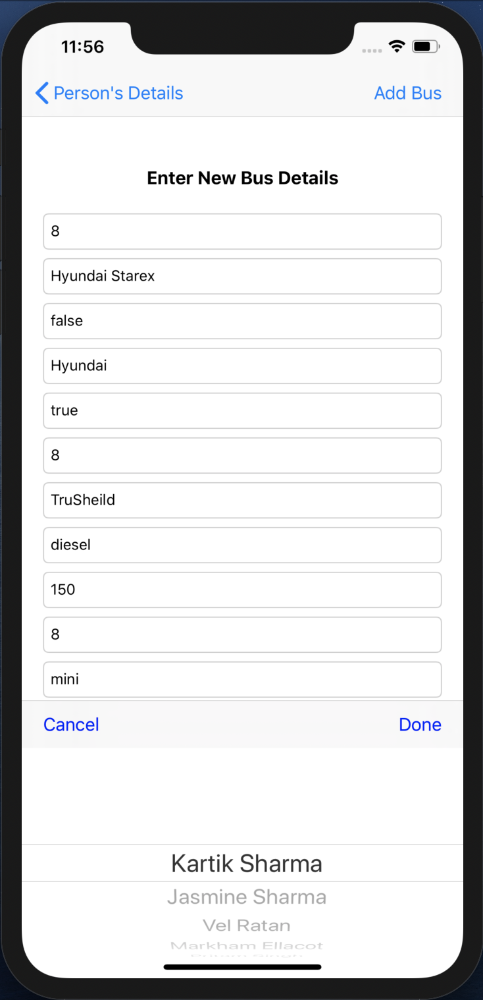 11:56
Person's Details
Add Bus
Enter New Bus Details
8
Hyundai Starex
false
Hyundai
true
8
TruSheild
diesel
150
8
mini
Cancel
Done
Kartik Sharma
Jasmine Sharma
Vel Ratan
Markham Ellacot